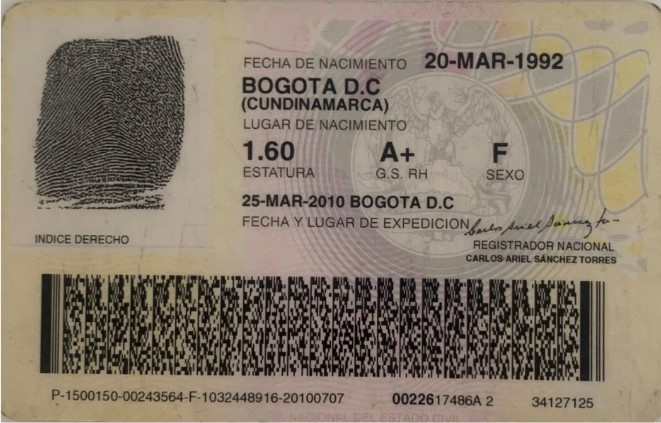 FECHA DE NACIMIENTO 20-MAR-1992
BOGOTA D.C
(CUNDINAMARCA)
LUGAR DE NACIMIENTO
1.60 A+ F
ESTATURA G.S. RH SEXO
25-MAR-2010 BOGOTA D.C
FECHA Y LUGAR DE EXPEDICION
INDICE DERECHO
REGISTRADOR NACIONAL
CARLOS ARIEL SÁNCHEZ TORRES
P-1500150-00243564-F-1032448916-20100707 0022617486A 2 34127125
NACIONAL DEL ESTADO CIVIL